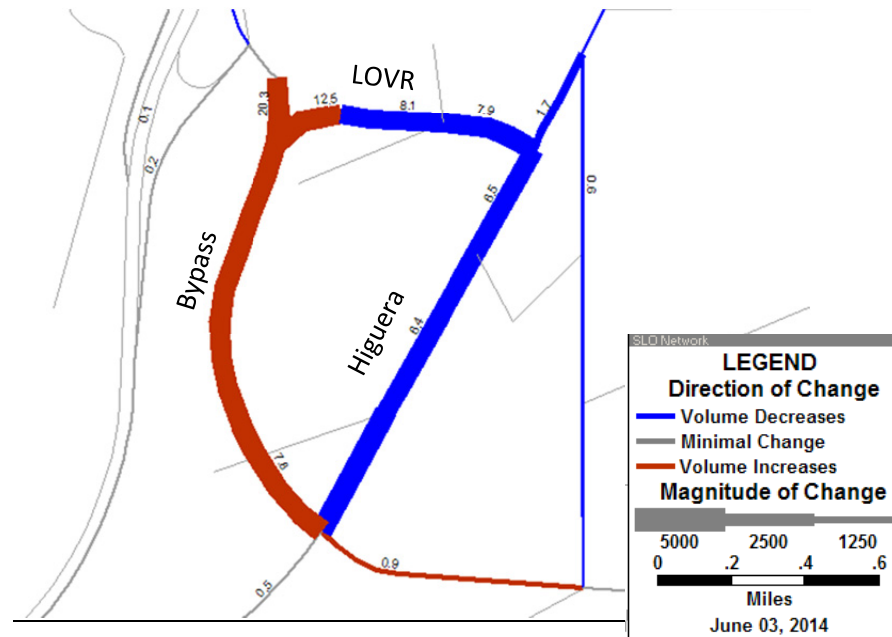 LOVR
20.3
12.5
8.1
7.9
1.7
0.1
0.2
6.5
0.6
Bypass
Higuera
6.4
7.8
0.9
0.5
SLO Network
LEGEND
Direction of Change
Volume Decreases
Minimal Change
Volume Increases
Magnitude of Change
5000 2500 1250
0 .2 .4 .6
Miles
June 03, 2014